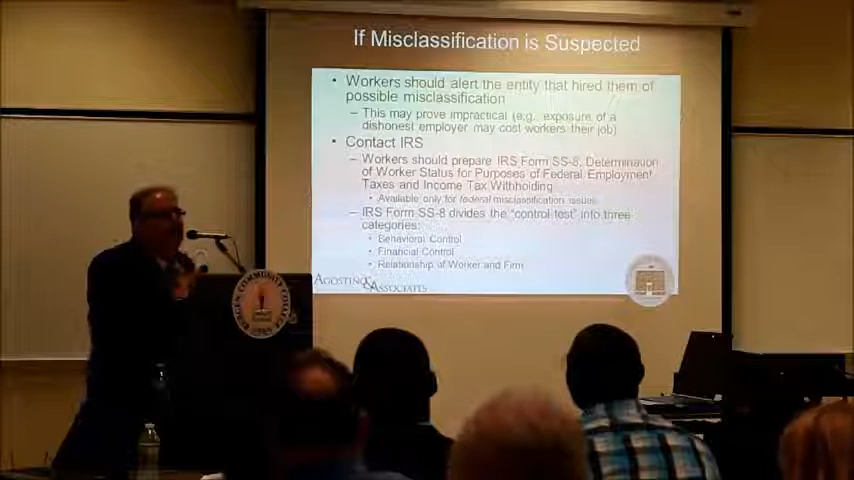 If Misclassification is Suspected
• Workers should alert the entity that hired them of
possible misclassification
– This may prove impractical (e.g., exposure of a
dishonest employer may cost workers their job)
• Contact IRS
– Workers should prepare IRS Form SS-8, Determination
of Worker Status for Purposes of Federal Employment
Taxes and Income Tax Withholding
• Available only for federal misclassification issues
– IRS Form SS-8 divides the "control test" into three
categories:
• Behavioral Control
• Financial Control
• Relationship of Worker and Firm
AGOSTINO
& ASSOCIATES
BERGEN COMMUNITY COLLEGE